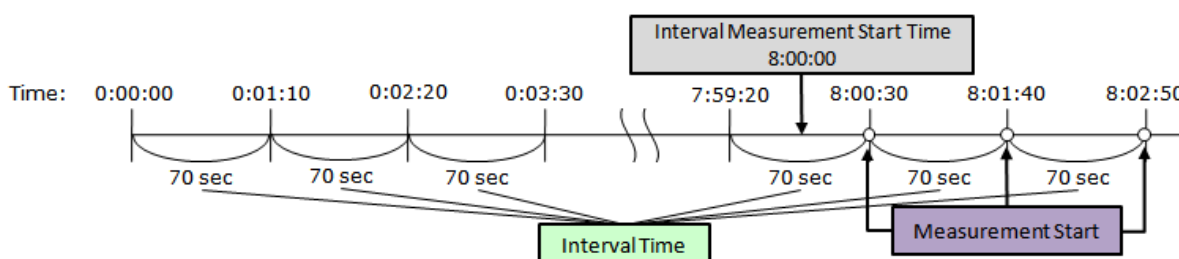 Interval Measurement Start Time
8:00:00
Time: 0:00:00 0:01:10 0:02:20 0:03:30 7:59:20 8:00:30 8:01:40 8:02:50
70 sec 70 sec 70 sec 70 sec 70 sec 70 sec
Interval Time
Measurement Start